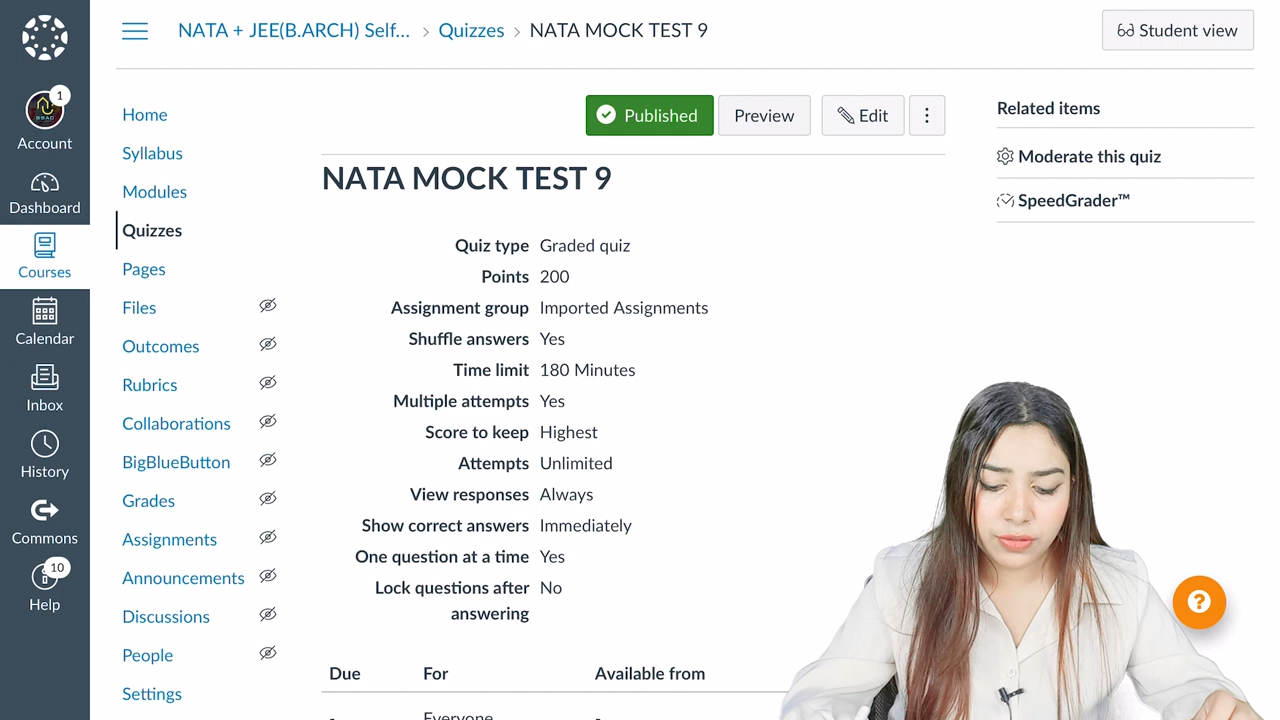 NATA + JEE(B.ARCH) Self... › Quizzes › NATA MOCK TEST 9
Student view
1
Account
Dashboard
Courses
Calendar
Inbox
History
Commons
10
Help
Home
Syllabus
Modules
Quizzes
Pages
Files
Outcomes
Rubrics
Collaborations
BigBlueButton
Grades
Assignments
Announcements
Discussions
People
Settings
Published
Preview
Edit
NATA MOCK TEST 9
Quiz type Graded quiz
Points 200
Assignment group Imported Assignments
Shuffle answers Yes
Time limit 180 Minutes
Multiple attempts Yes
Score to keep Highest
Attempts Unlimited
View responses Always
Show correct answers Immediately
One question at a time Yes
Lock questions after No
answering
Due For Available from
- Everyone -
Related items
Moderate this quiz
SpeedGrader™
?